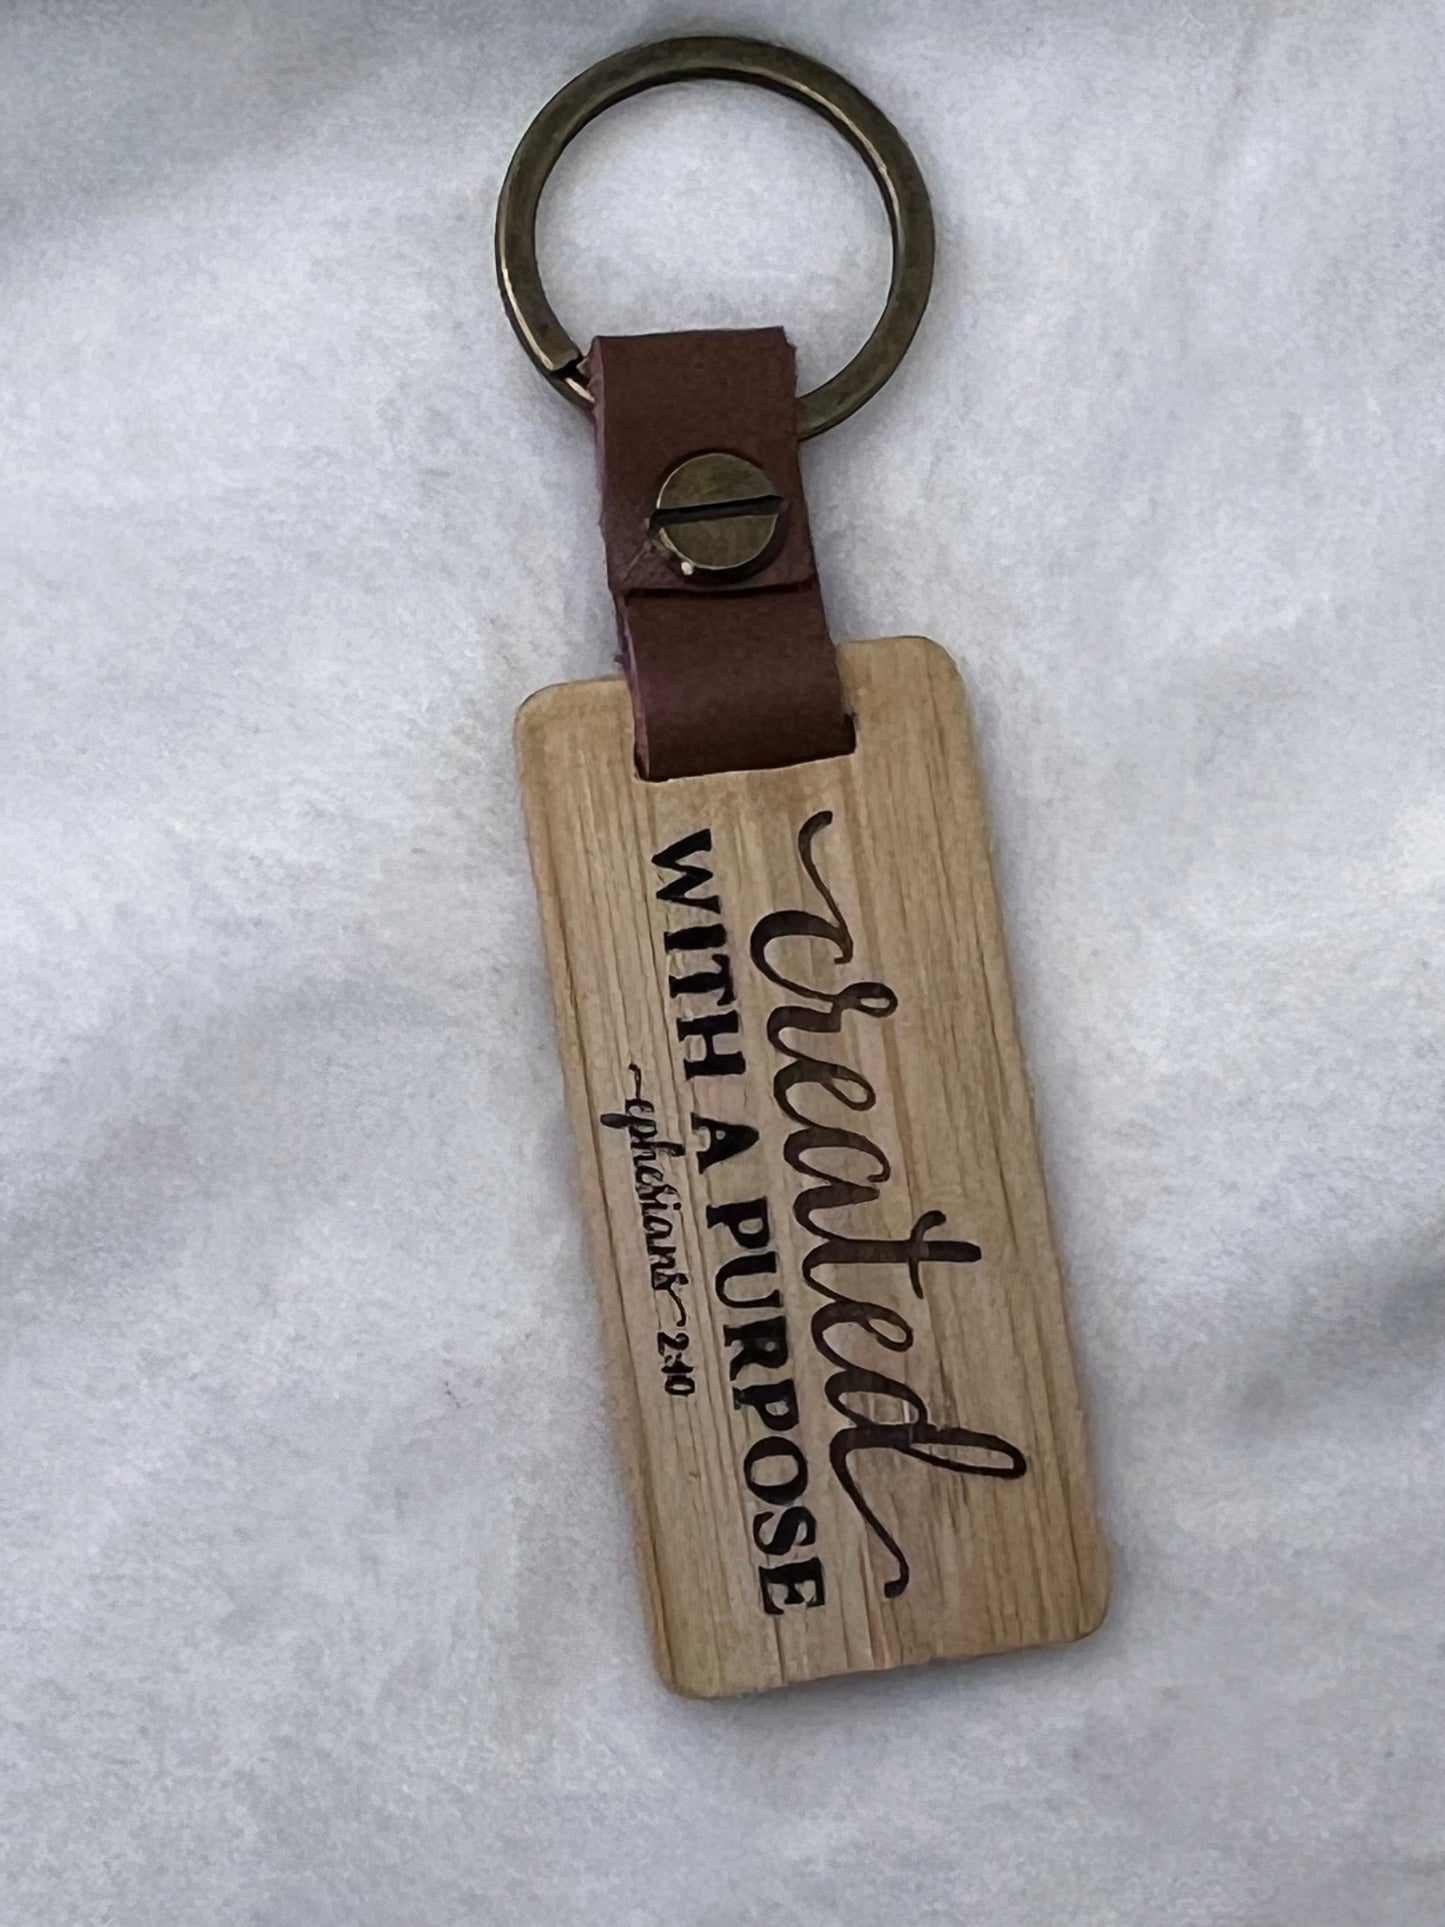 created
WITH A PURPOSE
ephesians 2:10